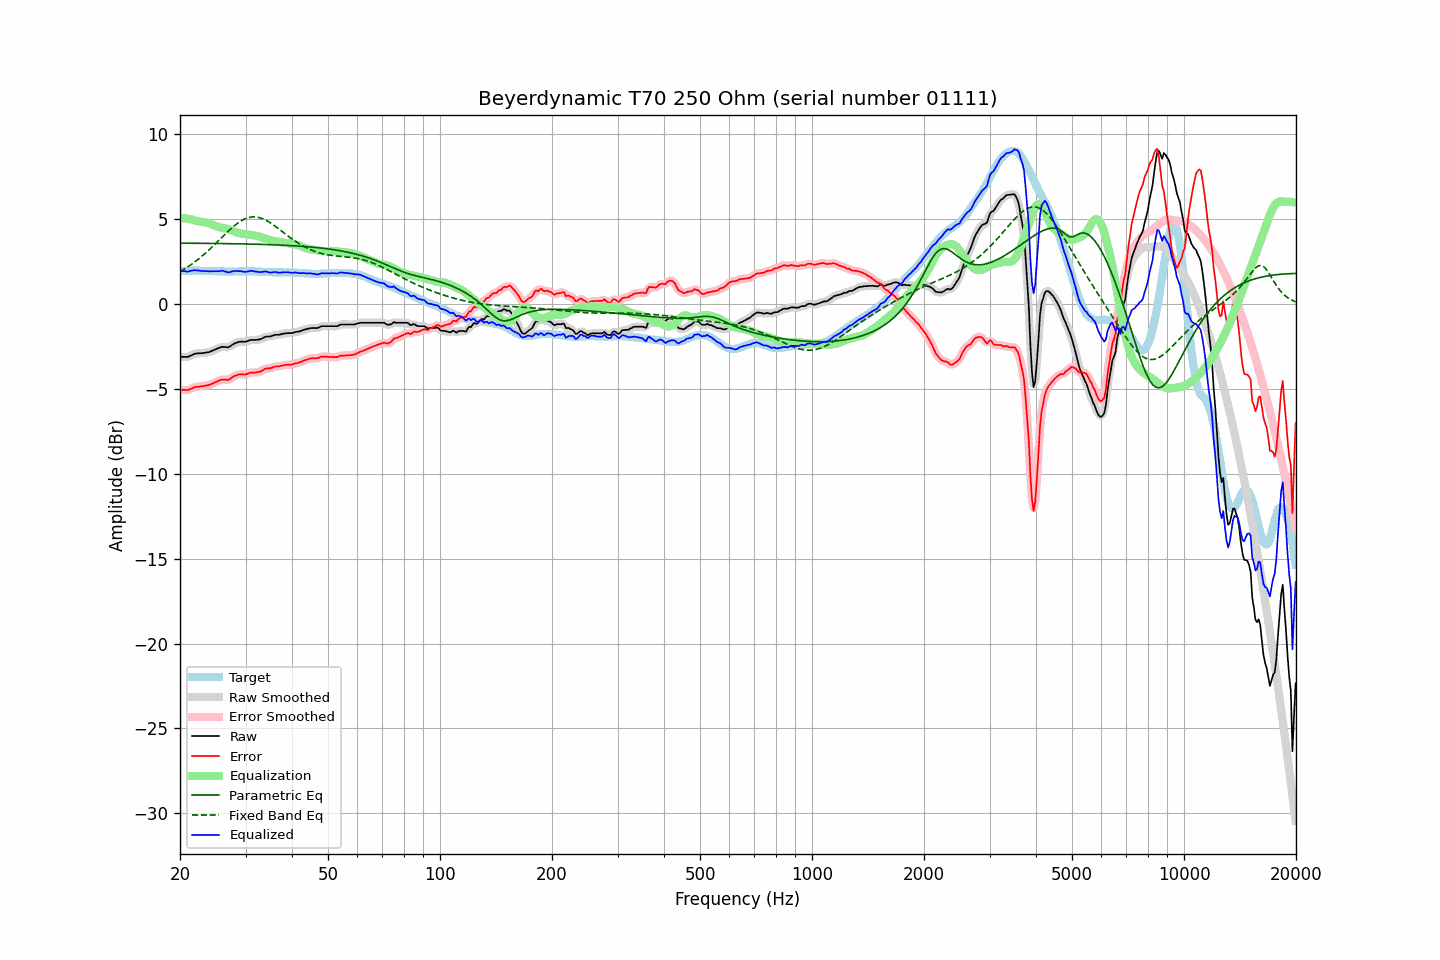 Beyerdynamic T70 250 Ohm (serial number 01111)
10
5
0
−5
−10
−15
−20
−25
−30
Amplitude (dBr)
Target
Raw Smoothed
Error Smoothed
Raw
Error
Equalization
Parametric Eq
Fixed Band Eq
Equalized
20 50 100 200 500 1000 2000 5000 10000 20000
Frequency (Hz)